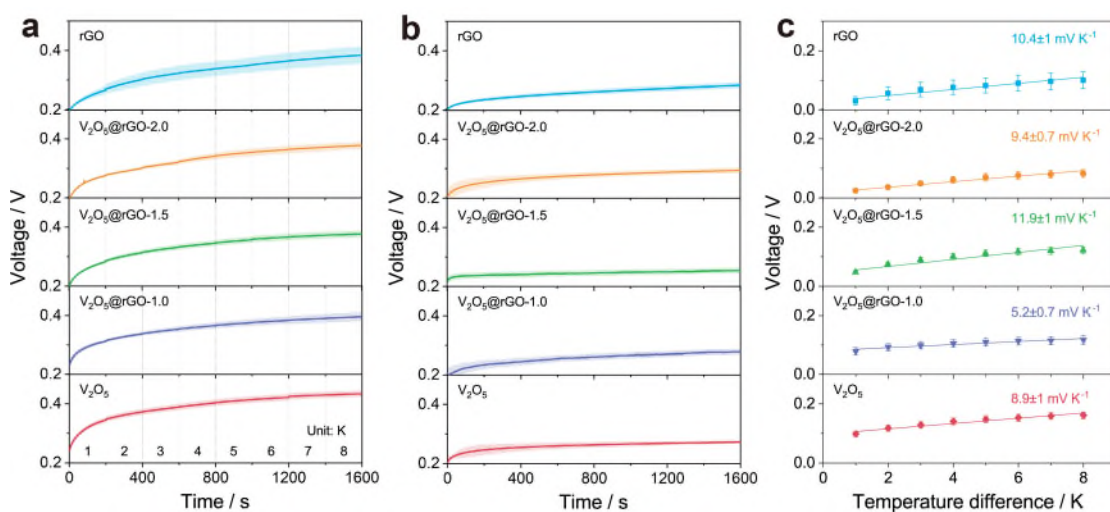 a
rGO
0.4
0.2
V₂O₅@rGO-2.0
0.4
0.2
V₂O₅@rGO-1.5
0.4
0.2
V₂O₅@rGO-1.0
0.4
0.2
V₂O₅
0.4
0.2
Unit: K
1 2 3 4 5 6 7 8
0 400 800 1200 1600
Time / s
Voltage / V
b
rGO
0.4
0.2
V₂O₅@rGO-2.0
0.4
0.2
V₂O₅@rGO-1.5
0.4
0.2
V₂O₅@rGO-1.0
0.4
0.2
V₂O₅
0.4
0.2
0 400 800 1200 1600
Time / s
Voltage / V
c
0.2
rGO
10.4±1 mV K⁻¹
0.0
0.2
V₂O₅@rGO-2.0
9.4±0.7 mV K⁻¹
0.0
0.2
V₂O₅@rGO-1.5
11.9±1 mV K⁻¹
0.0
0.2
V₂O₅@rGO-1.0
5.2±0.7 mV K⁻¹
0.0
V₂O₅
8.9±1 mV K⁻¹
0.2
0.0
2 4 6 8
Temperature difference / K
Voltage / V